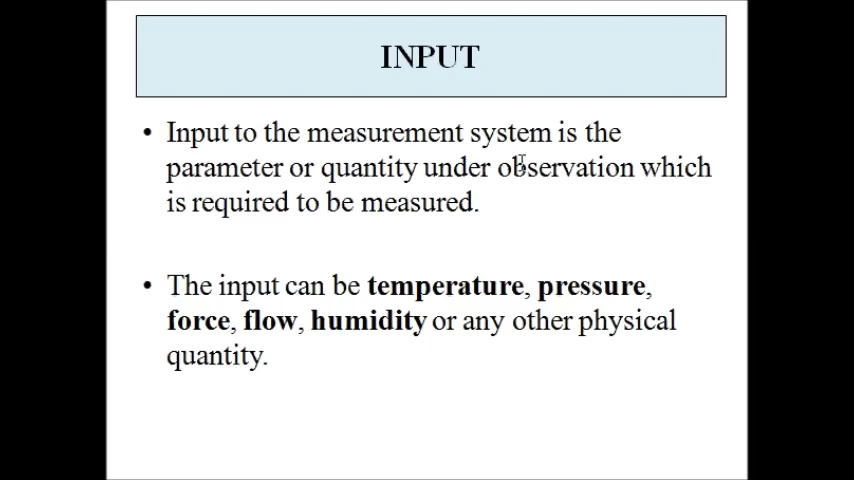 INPUT
• Input to the measurement system is the
parameter or quantity under observation which
is required to be measured.
• The input can be temperature, pressure,
force, flow, humidity or any other physical
quantity.